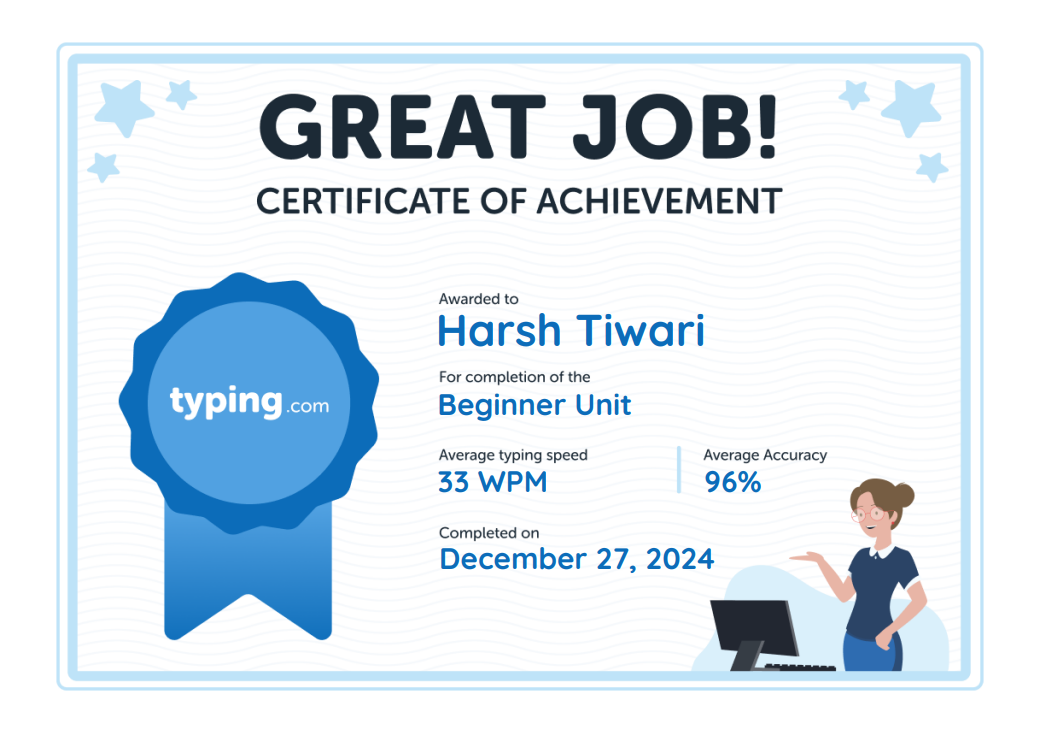 GREAT JOB!
CERTIFICATE OF ACHIEVEMENT
typing.com
Awarded to
Harsh Tiwari
For completion of the
Beginner Unit
Average typing speed
33 WPM
Average Accuracy
96%
Completed on
December 27, 2024